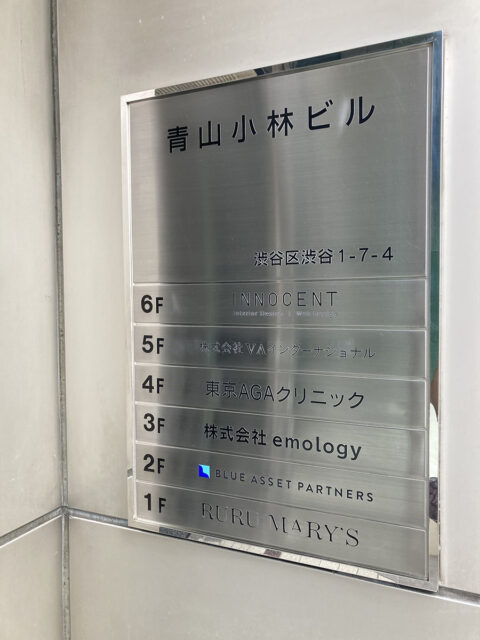 青山小林ビル
渋谷区渋谷1-7-4
6F INNOCENT
Interior Design |
5F 株式会社VAインターナショナル
4F 東京AGAクリニック
3F 株式会社 emology
2F BLUE ASSET PARTNERS
1F RURU MARY'S